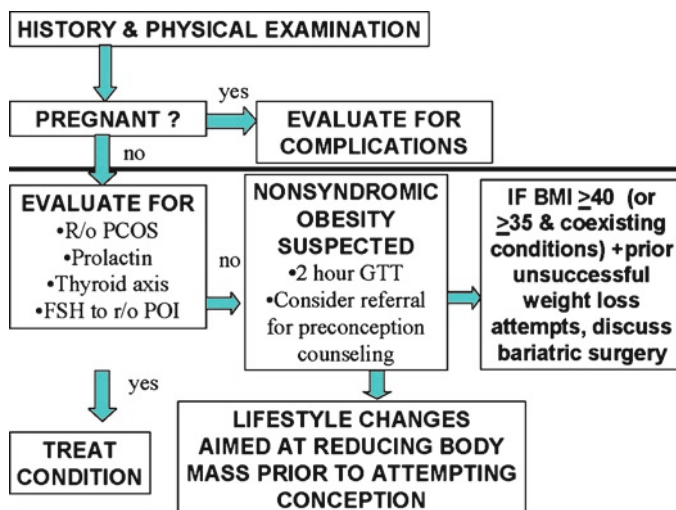 HISTORY & PHYSICAL EXAMINATION
PREGNANT ?
yes
EVALUATE FOR
COMPLICATIONS
no
EVALUATE FOR
•R/o PCOS
•Prolactin
•Thyroid axis
•FSH to r/o POI
no
NONSYNDROMIC
OBESITY
SUSPECTED
•2 hour GTT
•Consider referral
for preconception
counseling
IF BMI ≥40 (or
≥35 & coexisting
conditions) +prior
unsuccessful
weight loss
attempts, discuss
bariatric surgery
yes
TREAT
CONDITION
LIFESTYLE CHANGES
AIMED AT REDUCING BODY
MASS PRIOR TO ATTEMPTING
CONCEPTION